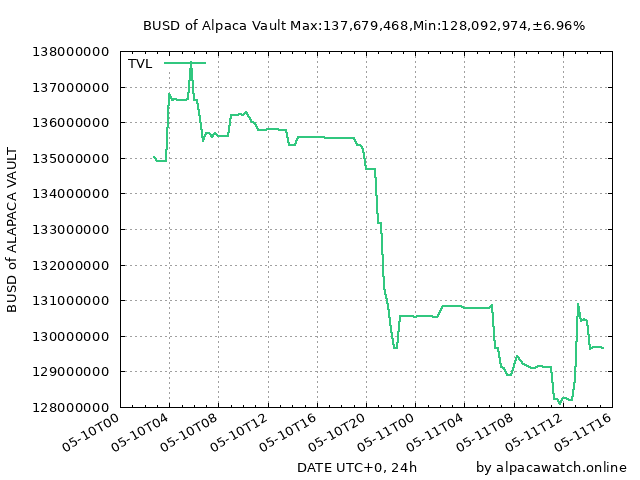 BUSD of Alpaca Vault Max:137,679,468,Min:128,092,974,±6.96%
TVL
BUSD of ALAPACA VAULT
138000000
137000000
136000000
135000000
134000000
133000000
132000000
131000000
130000000
129000000
128000000
05-10T00
05-10T04
05-10T08
05-10T12
05-10T16
05-10T20
05-11T00
05-11T04
05-11T08
05-11T12
05-11T16
DATE UTC+0, 24h
by alpacawatch.online